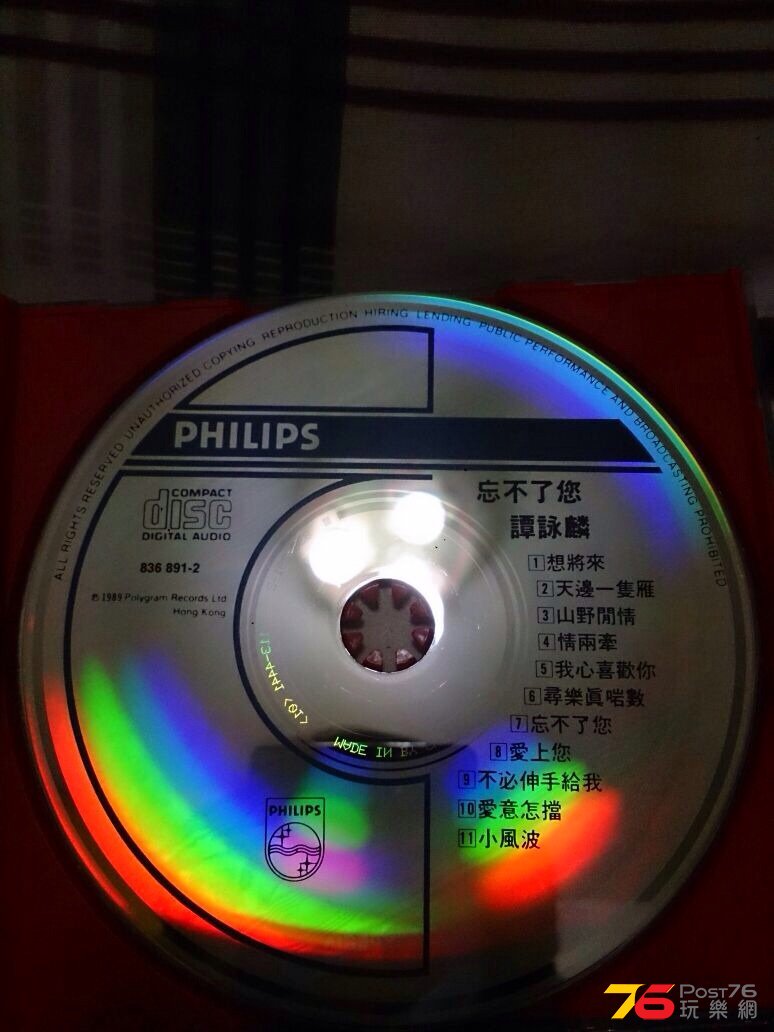 ALL RIGHTS RESERVED UNAUTHORIZED COPYING REPRODUCTION HIRING LENDING PUBLIC PERFORMANCE AND BROADCASTING PROHIBITED
PHILIPS
COMPACT
disc
DIGITAL AUDIO
836 891-2
℗ 1989 Polygram Records Ltd
Hong Kong
忘不了您
譚詠麟
1 想將來
2 天邊一隻雁
3 山野閒情
4 情兩牽
5 我心喜歡你
6 尋樂眞啱數
7 忘不了您
8 愛上您
9 不必伸手給我
10 愛意怎擋
11 小風波
MADE IN
PHILIPS
76 POST76
玩樂網